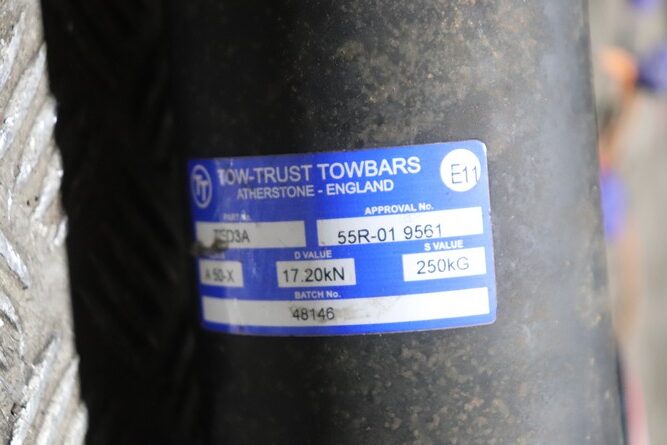 TT TOW-TRUST TOWBARS E11
ATHERSTONE - ENGLAND
PART No. APPROVAL No.
55R-01 9561
D VALUE S VALUE
A 50-X 17.20kN 250kG
BATCH No.
48146